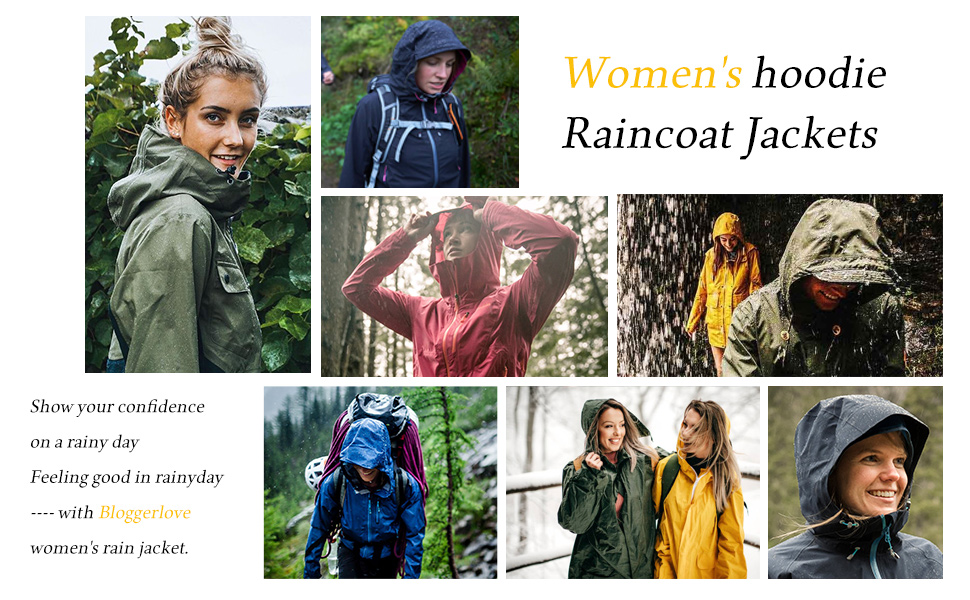 Women's hoodie
Raincoat Jackets
Show your confidence
on a rainy day
Feeling good in rainyday
---- with Bloggerlove
women's rain jacket.